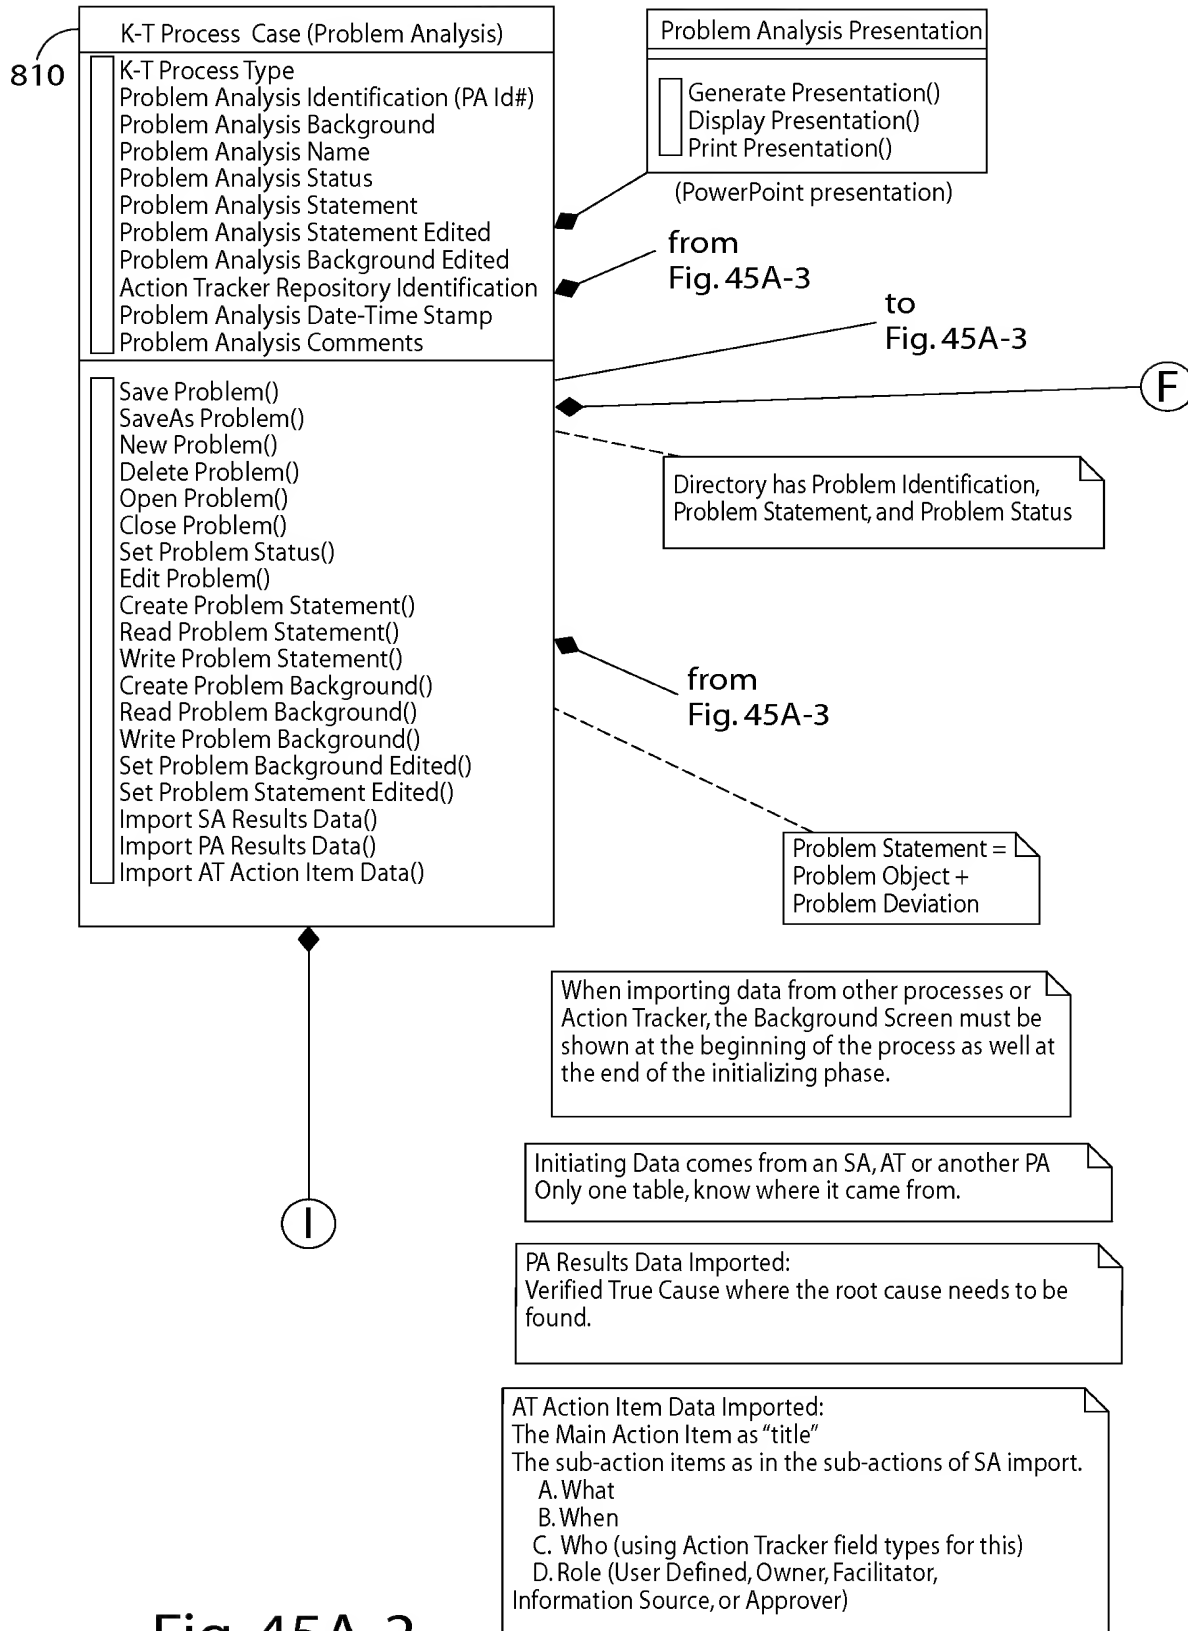 K-T Process Case (Problem Analysis)
810
K-T Process Type
Problem Analysis Identification (PA Id#)
Problem Analysis Background
Problem Analysis Name
Problem Analysis Status
Problem Analysis Statement
Problem Analysis Statement Edited
Problem Analysis Background Edited
Action Tracker Repository Identification
Problem Analysis Date-Time Stamp
Problem Analysis Comments
Save Problem()
SaveAs Problem()
New Problem()
Delete Problem()
Open Problem()
Close Problem()
Set Problem Status()
Edit Problem()
Create Problem Statement()
Read Problem Statement()
Write Problem Statement()
Create Problem Background()
Read Problem Background()
Write Problem Background()
Set Problem Background Edited()
Set Problem Statement Edited()
Import SA Results Data()
Import PA Results Data()
Import AT Action Item Data()
Problem Analysis Presentation
Generate Presentation()
Display Presentation()
Print Presentation()
(PowerPoint presentation)
from
Fig. 45A-3
to
Fig. 45A-3
F
Directory has Problem Identification,
Problem Statement, and Problem Status
from
Fig. 45A-3
Problem Statement =
Problem Object +
Problem Deviation
When importing data from other processes or
Action Tracker, the Background Screen must be
shown at the beginning of the process as well at
the end of the initializing phase.
I
Initiating Data comes from an SA, AT or another PA
Only one table, know where it came from.
PA Results Data Imported:
Verified True Cause where the root cause needs to be
found.
AT Action Item Data Imported:
The Main Action Item as “title”
The sub-action items as in the sub-actions of SA import.
A. What
B. When
C. Who (using Action Tracker field types for this)
D. Role (User Defined, Owner, Facilitator,
Information Source, or Approver)
Fig. 45A-2